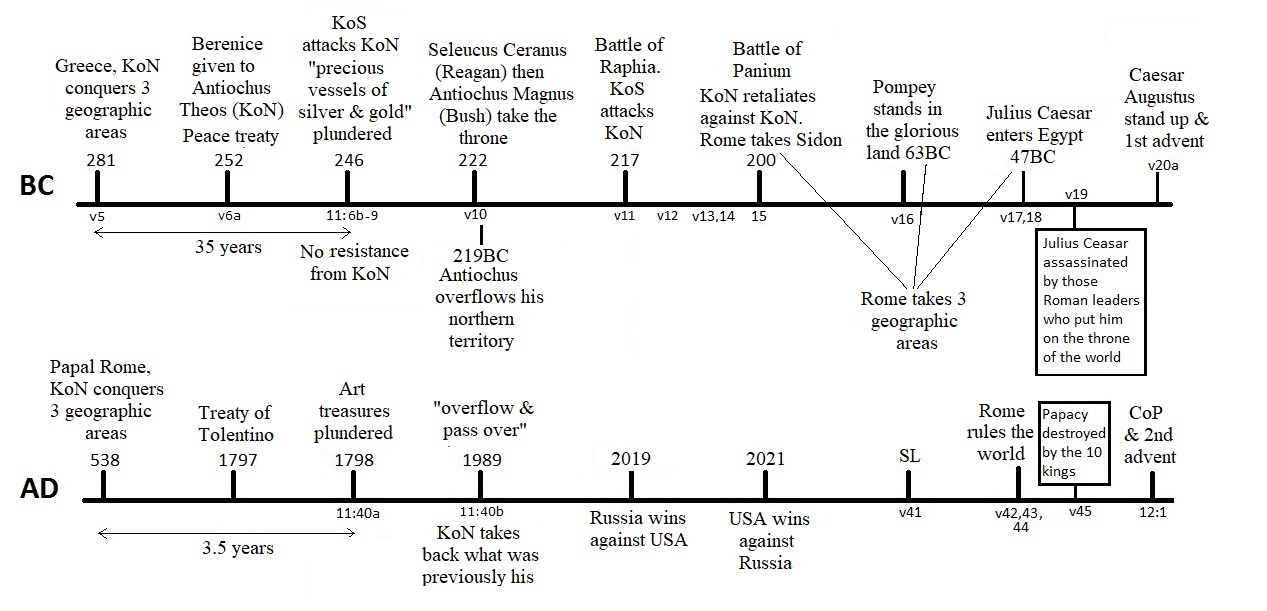 Greece, KoN
conquers 3
geographic
areas
281
Berenice
given to
Antiochus
Theos (KoN)
Peace treaty
252
KoS
attacks KoN
"precious
vessels of
silver & gold"
plundered
246
Seleucus Ceranus
(Reagan) then
Antiochus Magnus
(Bush) take the
throne
222
Battle of
Raphia.
KoS
attacks
KoN
217
Battle of
Panium
KoN retaliates
against KoN.
Rome takes Sidon
200
Pompey
stands in
the glorious
land 63BC
Julius Caesar
enters Egypt
47BC
Caesar
Augustus
stand up &
1st advent
v20a
BC
v5
v6a
11:6b-9
v10
v11
v12
v13,14
15
v16
v17,18
v19
35 years
No resistance
from KoN
219BC
Antiochus
overflows his
northern
territory
Rome takes 3
geographic
areas
Julius Ceasar
assassinated
by those
Roman leaders
who put him
on the throne
of the world
Papal Rome,
KoN conquers
3 geographic
areas
538
Treaty of
Tolentino
1797
Art
treasures
plundered
1798
"overflow &
pass over"
1989
2019
2021
SL
Rome
rules the
world
Papacy
destroyed
by the 10
kings
CoP
& 2nd
advent
AD
11:40a
11:40b
v41
v42,43,
44
v45
12:1
3.5 years
KoN takes
back what was
previously his
Russia wins
against USA
USA wins
against
Russia